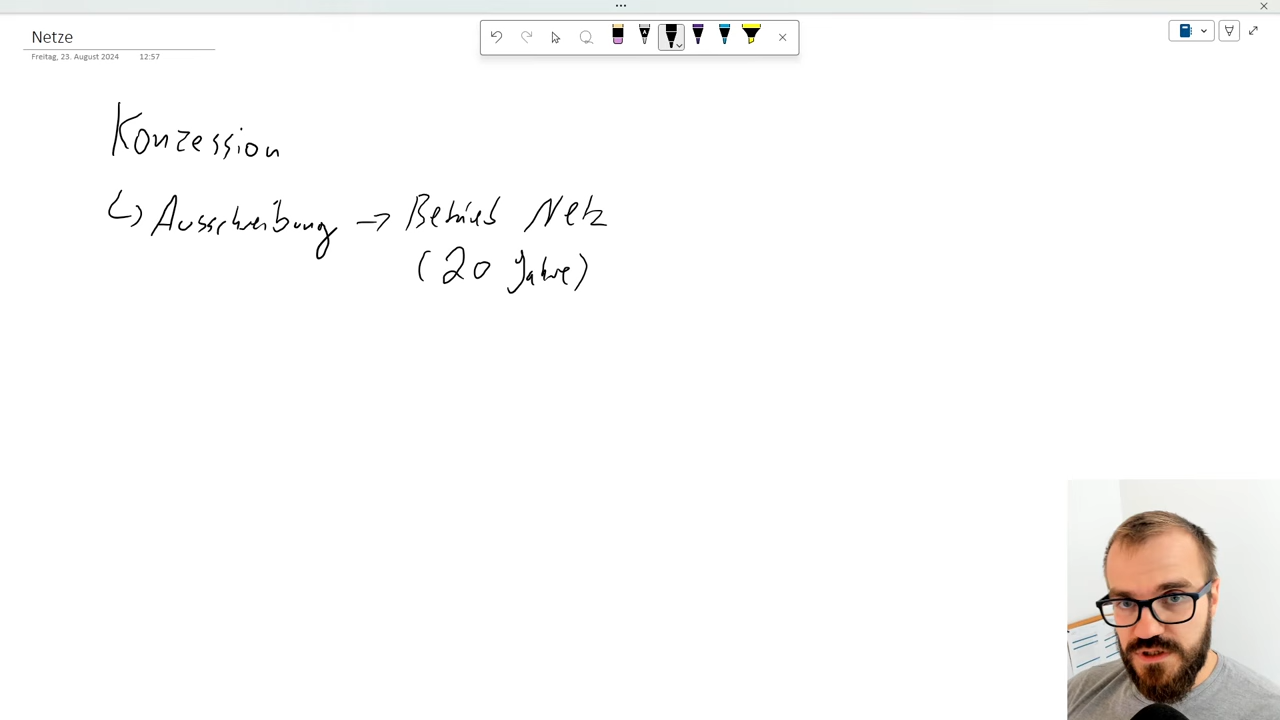 Netze
Freitag, 23. August 2024 12:57
Konzession
↳ Ausschreibung → Betrieb Netz
(20 Jahre)